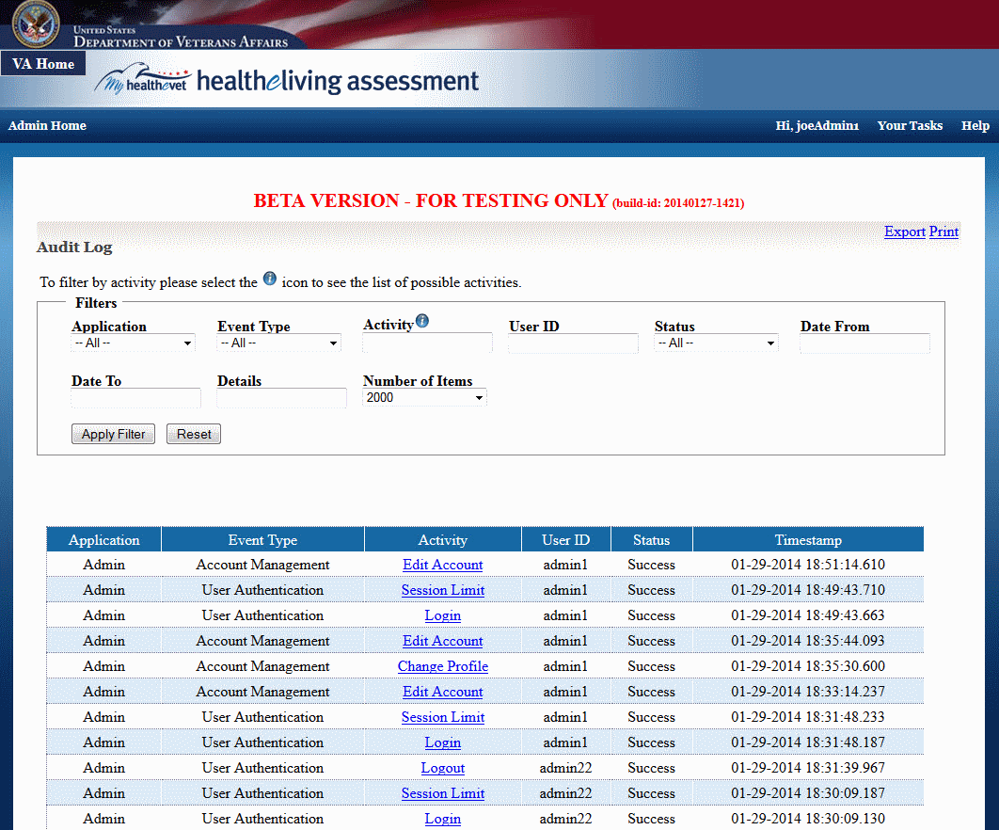 UNITED STATES
DEPARTMENT OF VETERANS AFFAIRS
VA Home
My healthevet healtheliving assessment
Admin Home Hi, joeAdmin1 Your Tasks Help
BETA VERSION - FOR TESTING ONLY (build-id: 20140127-1421)
Export Print
Audit Log
To filter by activity please select the i icon to see the list of possible activities.
Filters
Application Event Type Activity i User ID Status Date From
-- All -- -- All -- -- All --
Date To Details Number of Items
2000
Apply Filter Reset
Application Event Type Activity User ID Status Timestamp
Admin Account Management Edit Account admin1 Success 01-29-2014 18:51:14.610
Admin User Authentication Session Limit admin1 Success 01-29-2014 18:49:43.710
Admin User Authentication Login admin1 Success 01-29-2014 18:49:43.663
Admin Account Management Edit Account admin1 Success 01-29-2014 18:35:44.093
Admin Account Management Change Profile admin1 Success 01-29-2014 18:35:30.600
Admin Account Management Edit Account admin1 Success 01-29-2014 18:33:14.237
Admin User Authentication Session Limit admin1 Success 01-29-2014 18:31:48.233
Admin User Authentication Login admin1 Success 01-29-2014 18:31:48.187
Admin User Authentication Logout admin22 Success 01-29-2014 18:31:39.967
Admin User Authentication Session Limit admin22 Success 01-29-2014 18:30:09.187
Admin User Authentication Login admin22 Success 01-29-2014 18:30:09.130